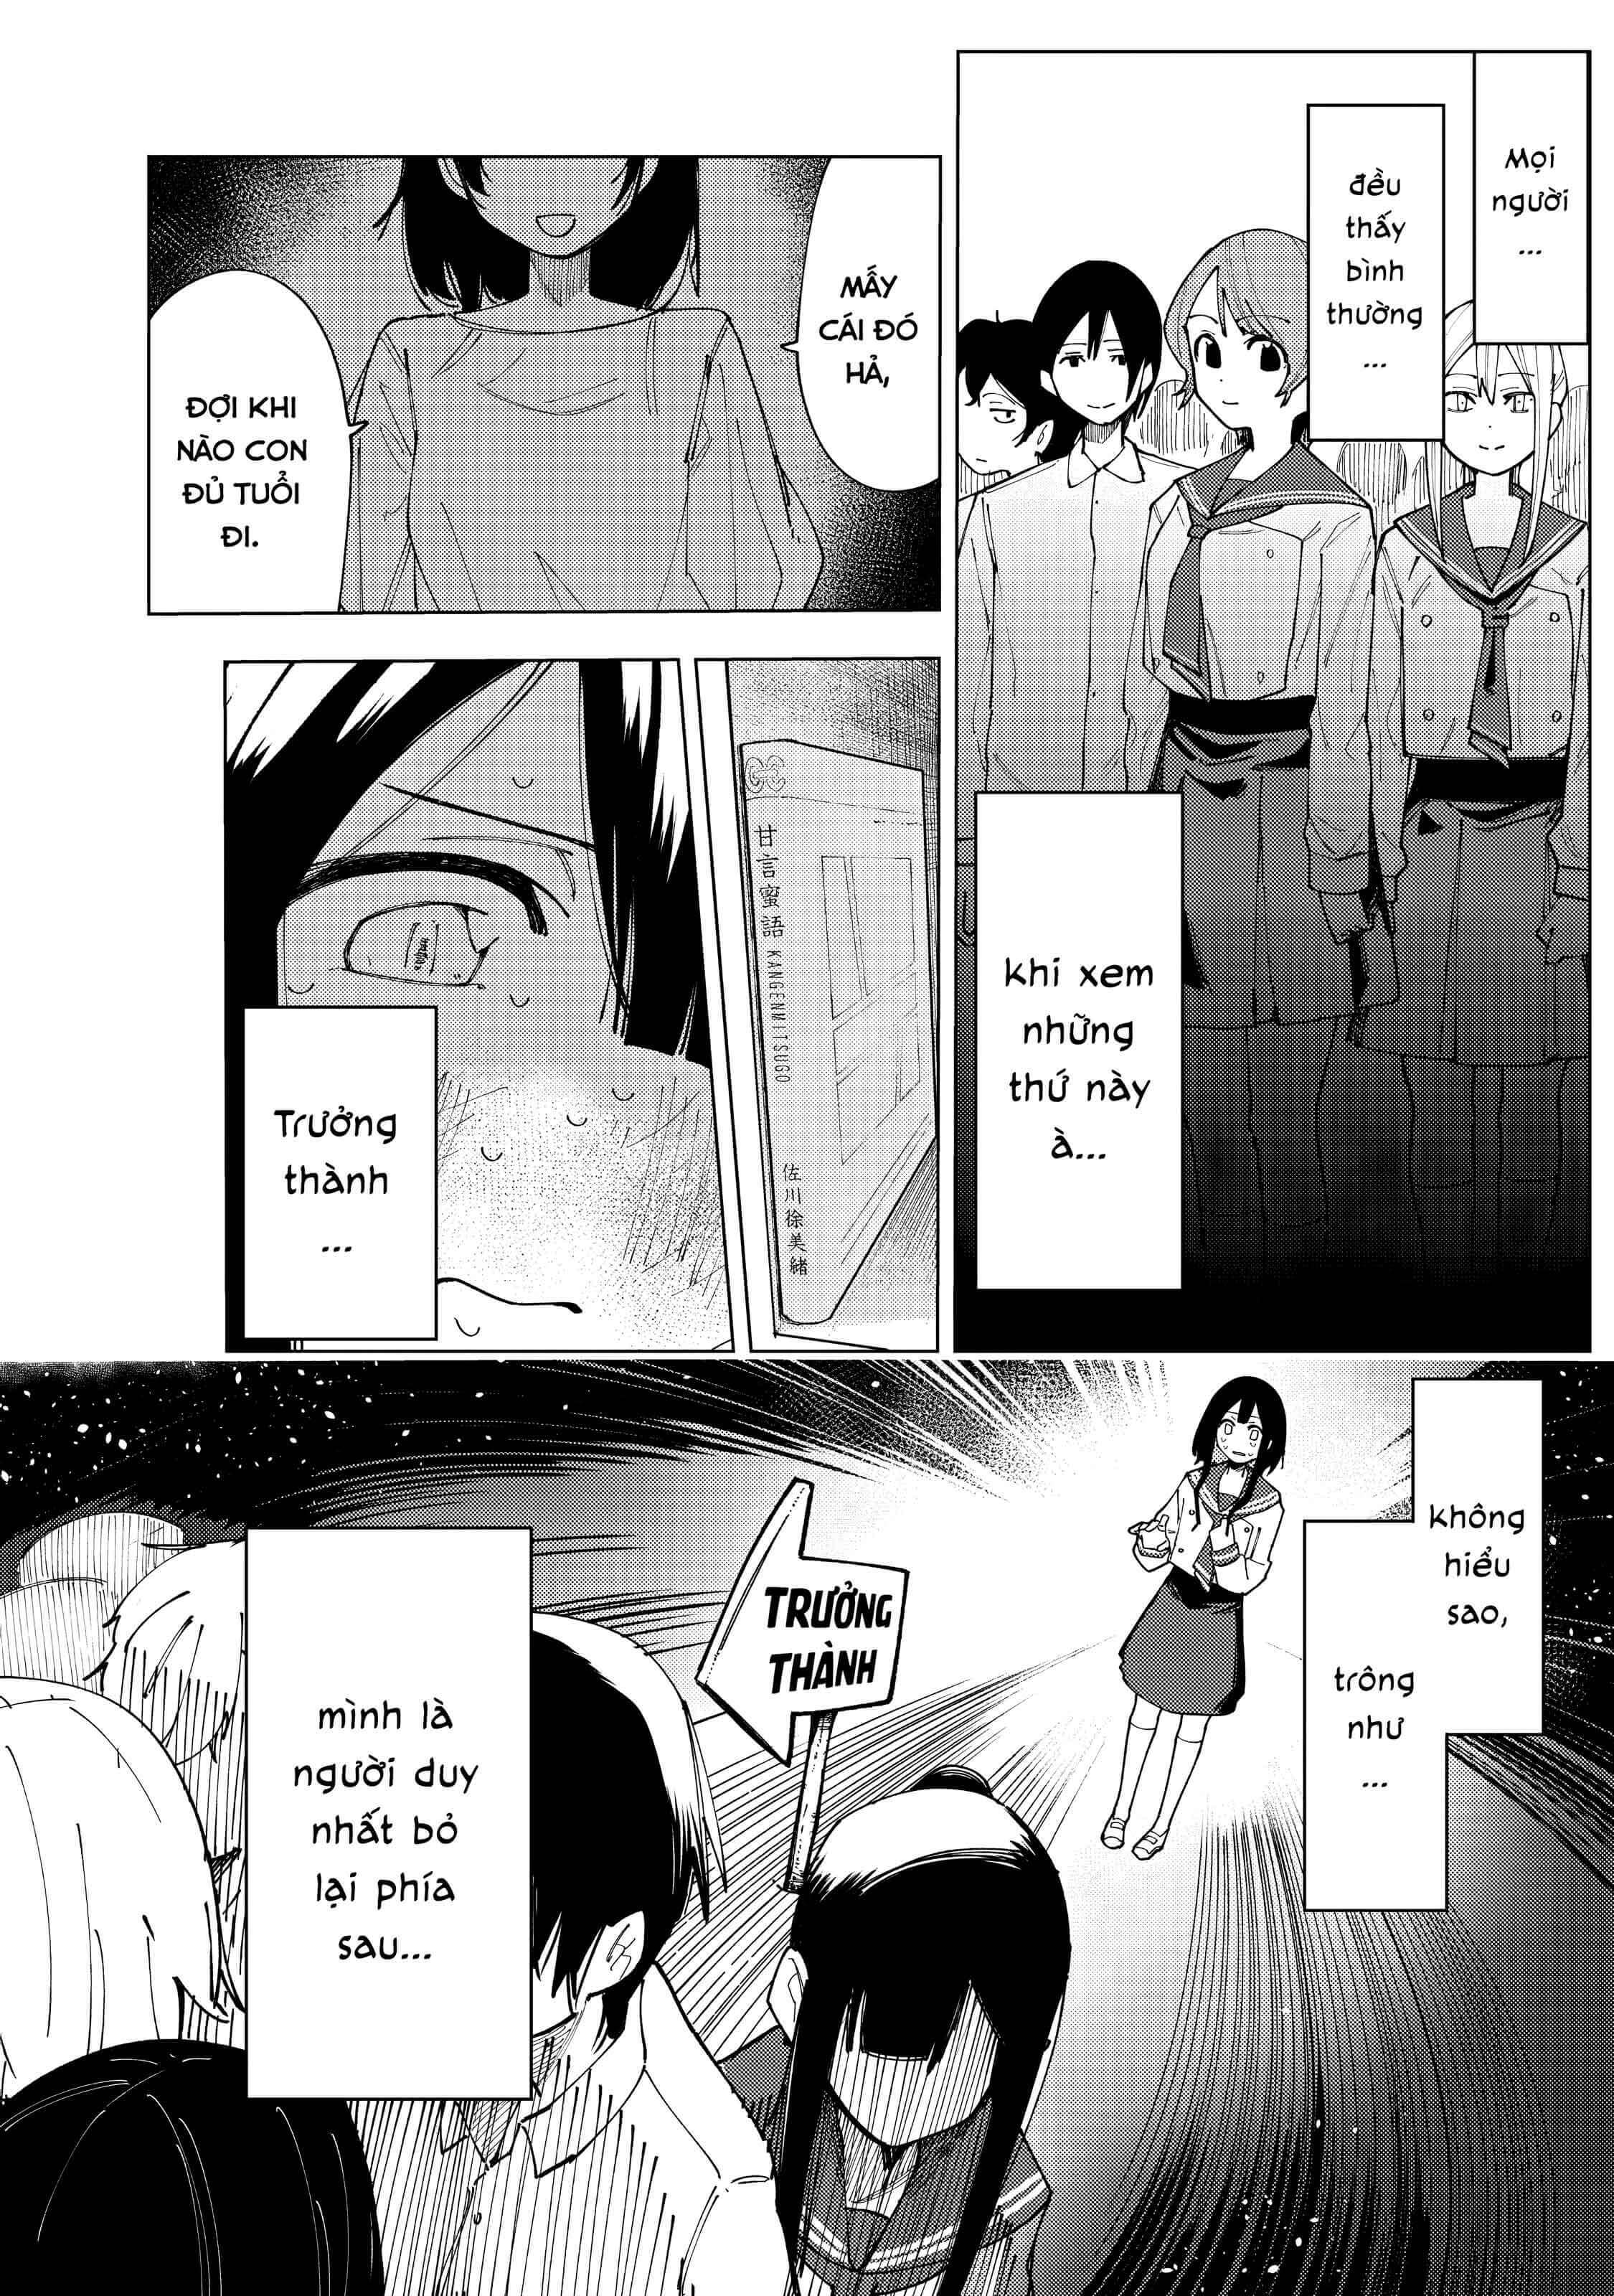 Mọi
người
...
đều
thấy
bình
thường
...
khi xem
những
thứ này
à...
MẤY
CÁI ĐÓ
HẢ,
ĐỢI KHI
NÀO CON
ĐỦ TUỔI
ĐI.
甘言蜜語 KANGENMITSUGO
佐川徐美緒
Trưởng
thành
...
không
hiểu
sao,
trông
như
...
TRƯỞNG
THÀNH
mình là
người duy
nhất bỏ
lại phía
sau...